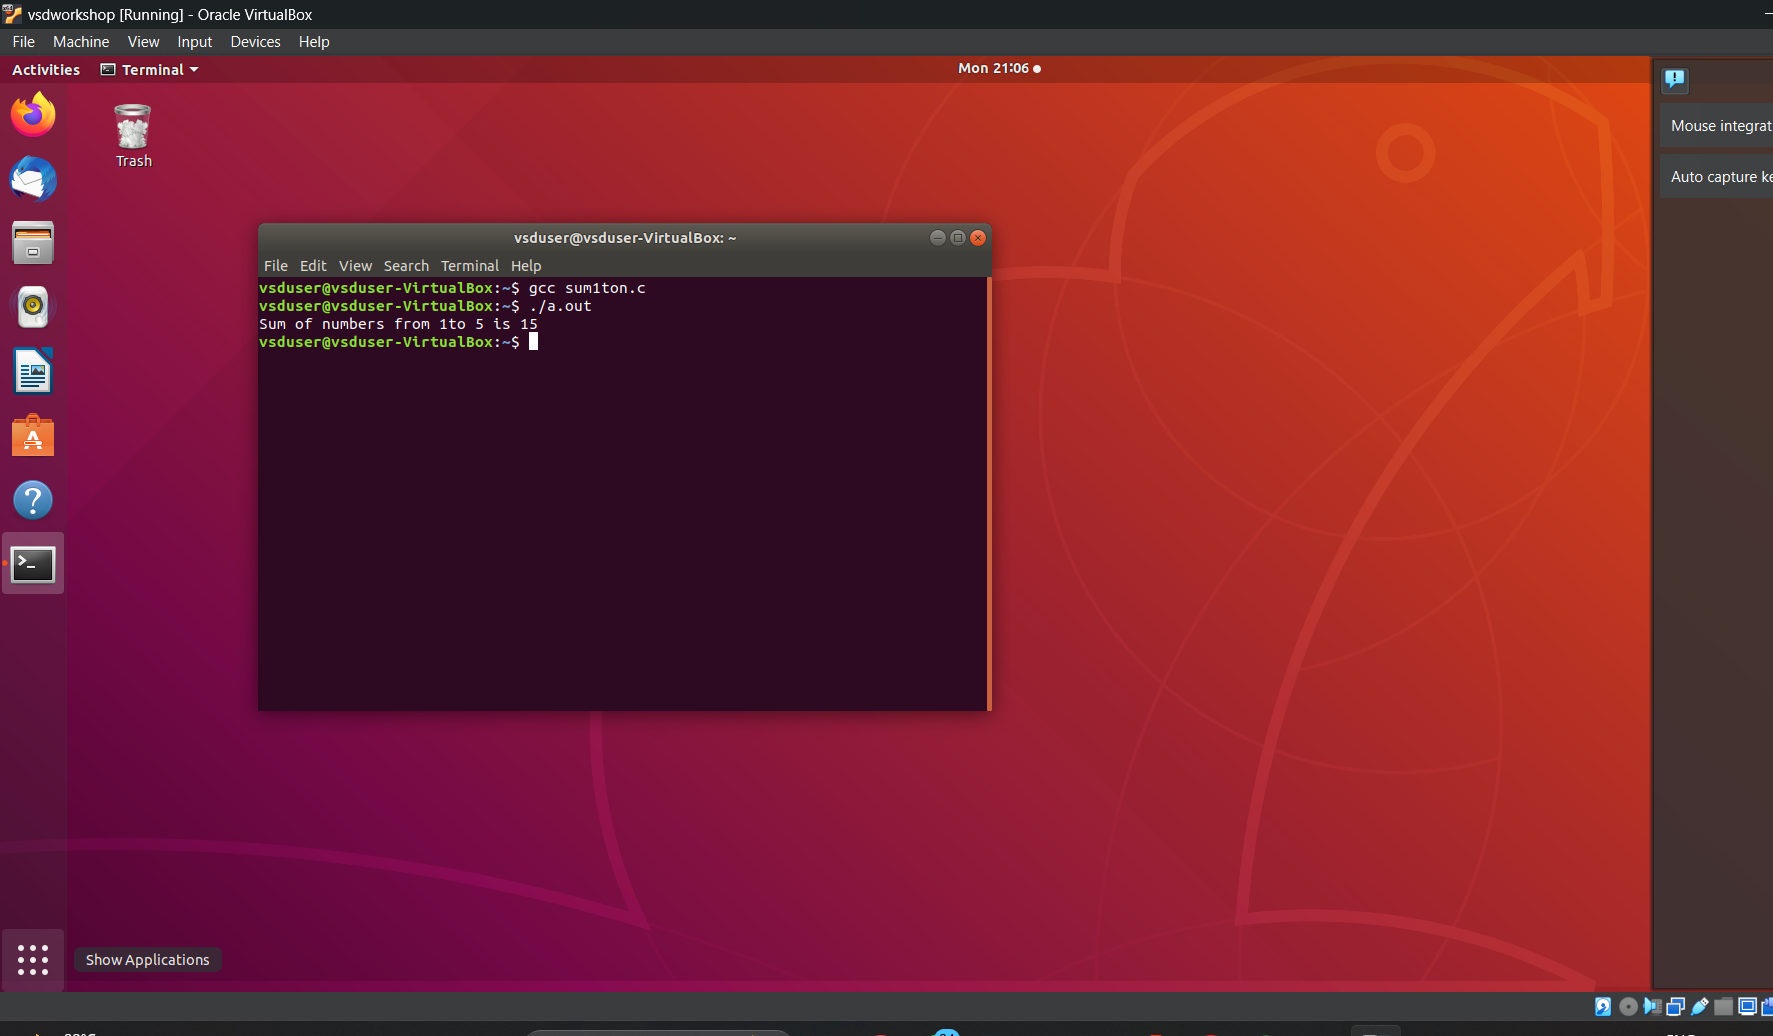 vsdworkshop [Running] - Oracle VirtualBox
File Machine View Input Devices Help
Activities Terminal Mon 21:06
Trash
Mouse integrat
Auto capture ke
vsduser@vsduser-VirtualBox: ~
File Edit View Search Terminal Help
vsduser@vsduser-VirtualBox:~$ gcc sum1ton.c
vsduser@vsduser-VirtualBox:~$ ./a.out
Sum of numbers from 1to 5 is 15
vsduser@vsduser-VirtualBox:~$
Show Applications